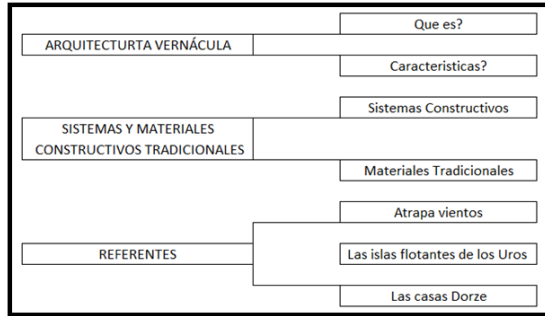 ARQUITECTURTA VERNÁCULA
Que es?
Caracteristicas?
SISTEMAS Y MATERIALES
CONSTRUCTIVOS TRADICIONALES
Sistemas Constructivos
Materiales Tradicionales
REFERENTES
Atrapa vientos
Las islas flotantes de los Uros
Las casas Dorze